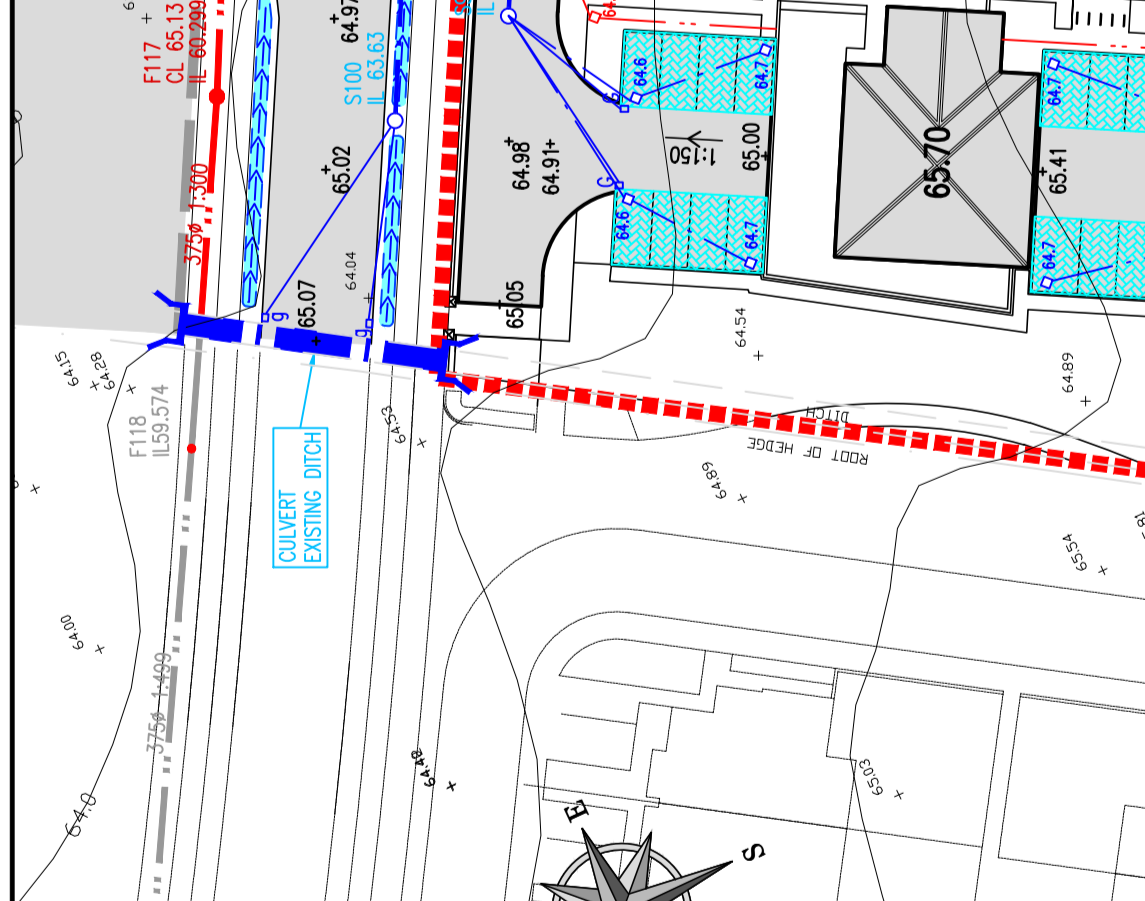 F117
CL 65.13
IL 60.299
64.97
S100
IL 63.63
IL
375ø 1:300
65.02
64.98
64.91
64.6
64.7
G
1:150
65.00
65.70
64.7
65.41
G
64.6
64.7
64.7
64.04
65.07
g
g
65.05
64.54
64.15
64.28
64.89
F118
IL59.574
64.53
DITCH
ROOT OF HEDGE
64.89
CULVERT
EXISTING DITCH
65.54
64.00
375ø 1:499
64.42
65.03
64.0
E
S